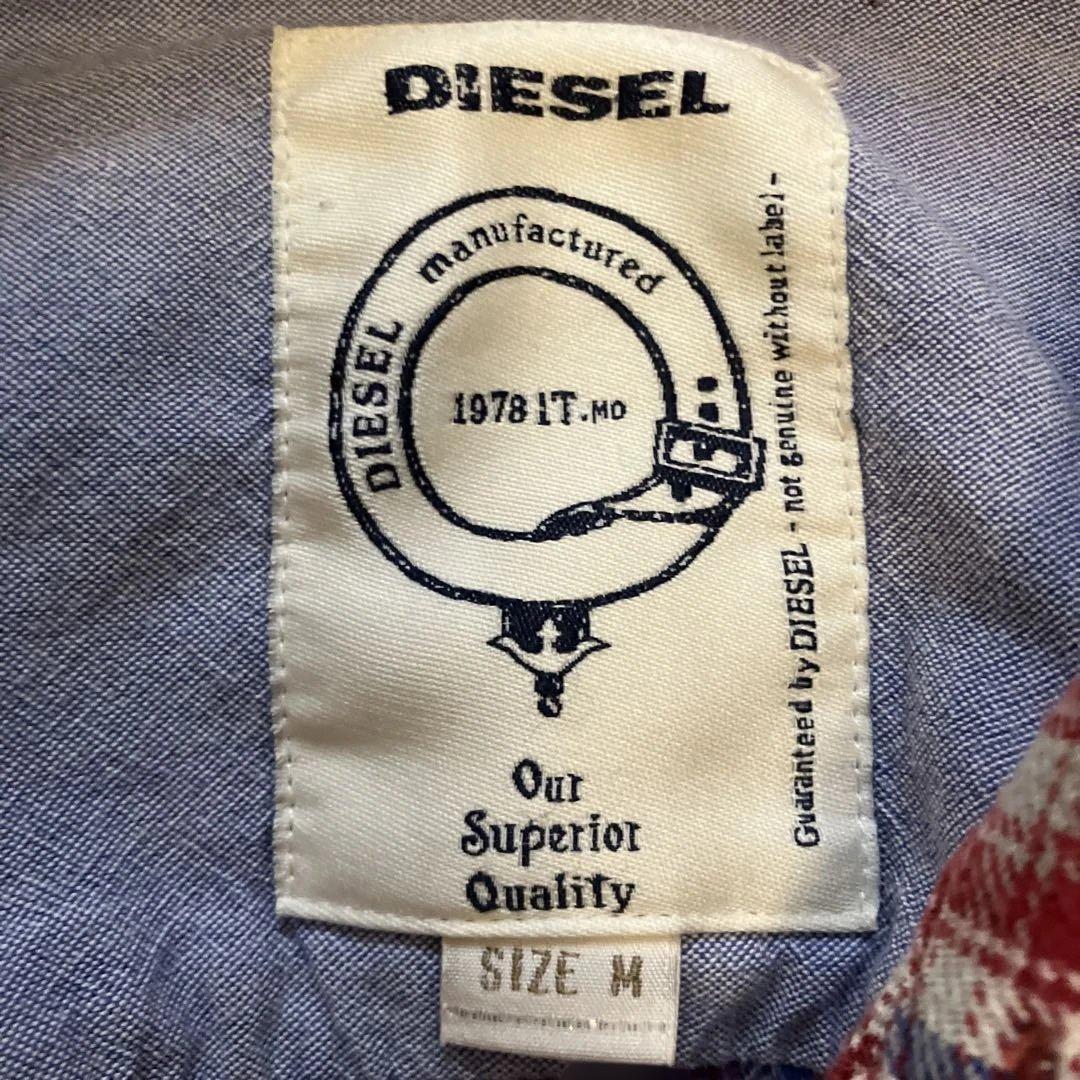 DIESEL
DIESEL manufactured
1978 IT.MD
Guaranteed by DIESEL - not genuine without label -
Our
Superior
Quality
SIZE M